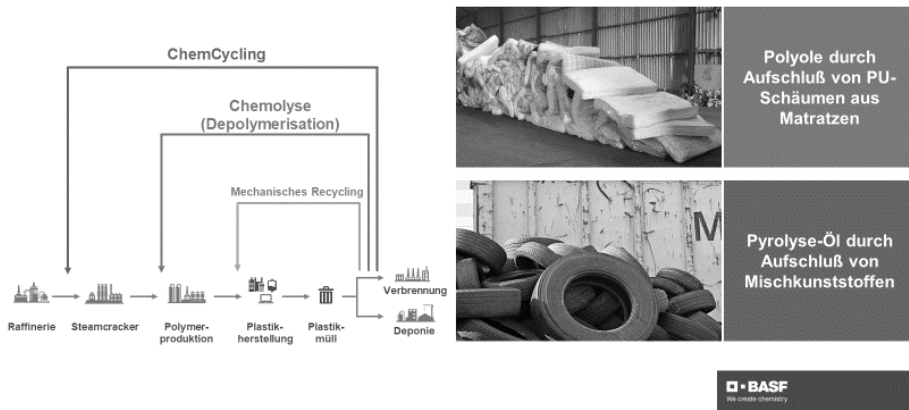 ChemCycling
Chemolyse
(Depolymerisation)
Mechanisches Recycling
Raffinerie
Steamcracker
Polymer-
produktion
Plastik-
herstellung
Plastik-
müll
Verbrennung
Deponie
Polyole durch
Aufschluß von PU-
Schäumen aus
Matratzen
M
Pyrolyse-Öl durch
Aufschluß von
Mischkunststoffen
BASF
We create chemistry